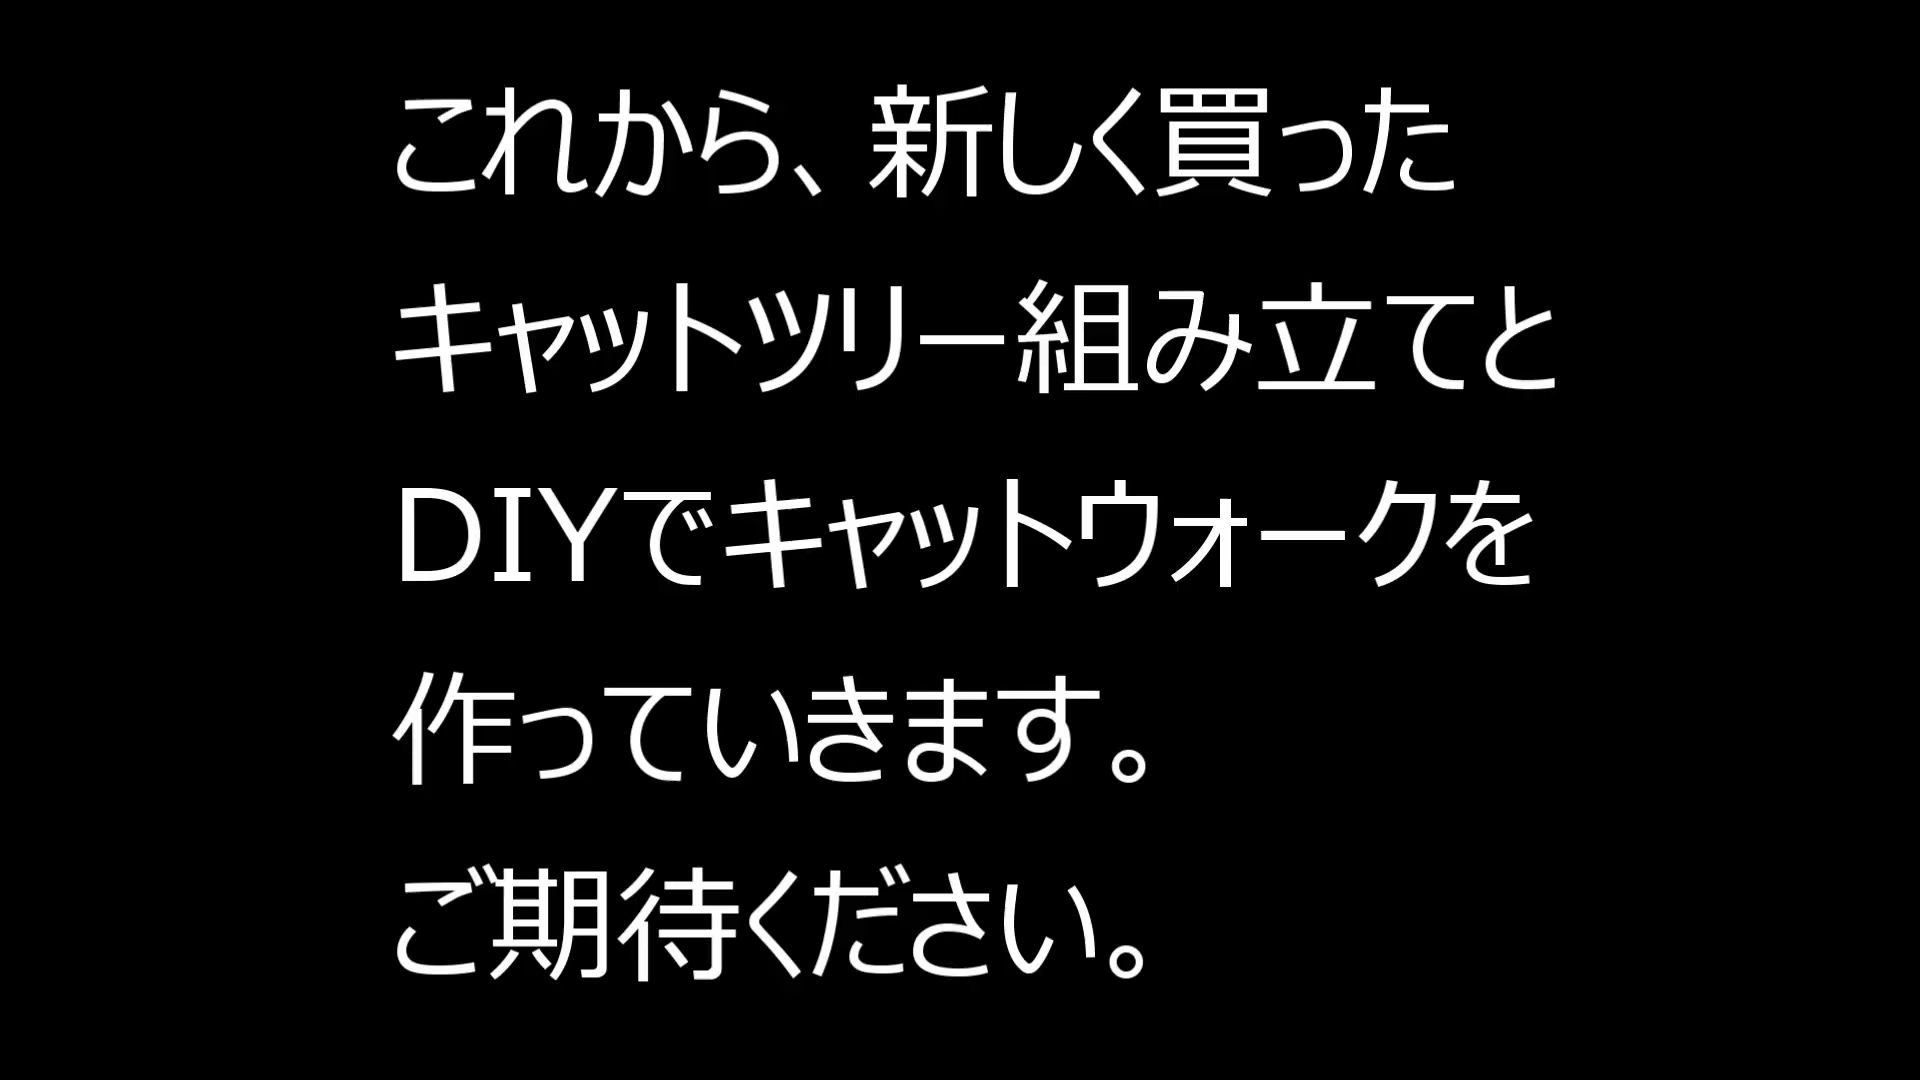 これから、新しく買った
キャットツリー組み立てと
DIYでキャットウォークを
作っていきます。
ご期待ください。